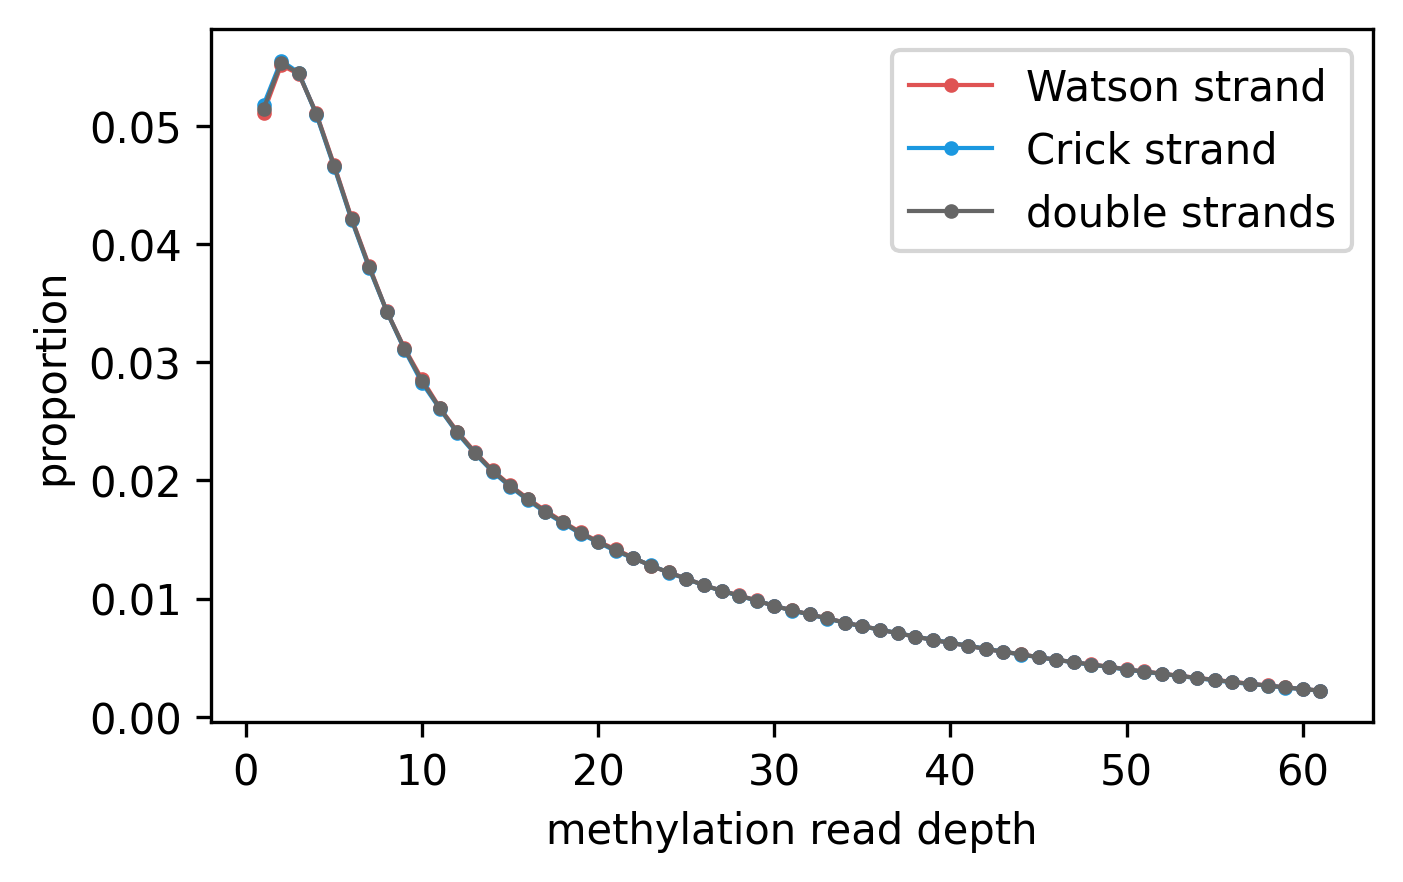 Watson strand
Crick strand
double strands
proportion
0.05
0.04
0.03
0.02
0.01
0.00
0 10 20 30 40 50 60
methylation read depth